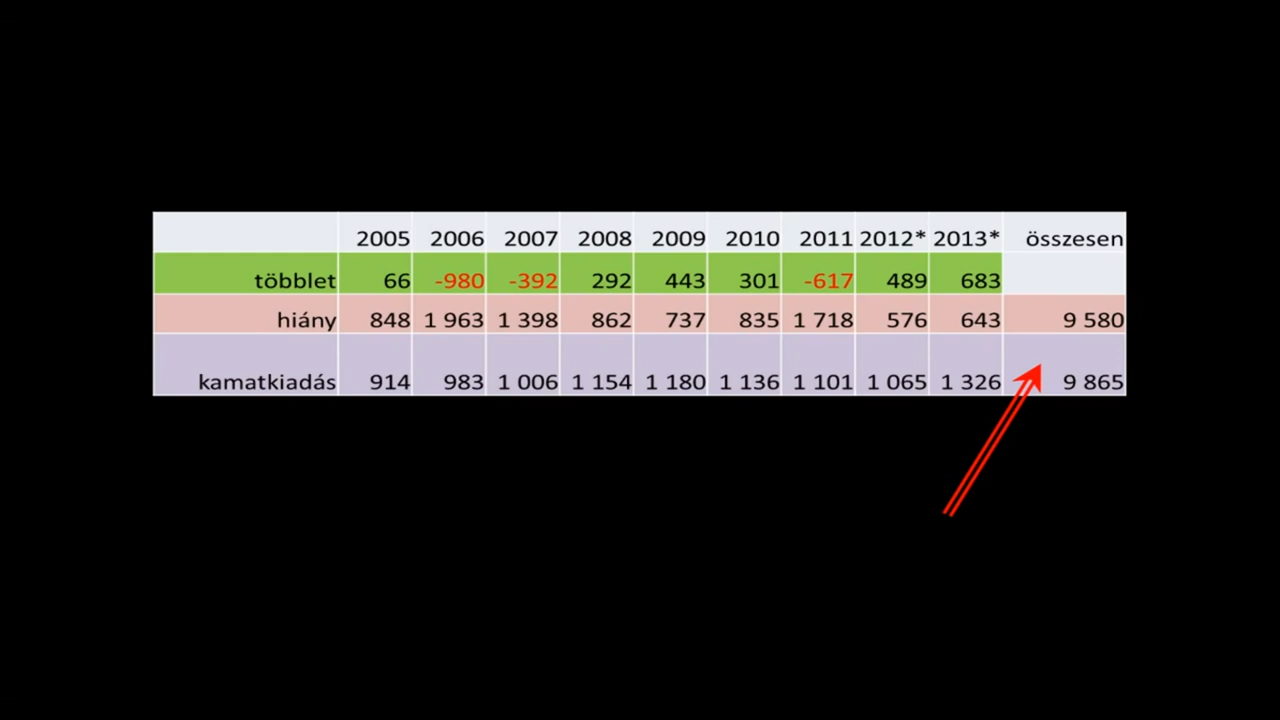 2005 2006 2007 2008 2009 2010 2011 2012* 2013* összesen
többlet 66 -980 -392 292 443 301 -617 489 683
hiány 848 1 963 1 398 862 737 835 1 718 576 643 9 580
kamatkiadás 914 983 1 006 1 154 1 180 1 136 1 101 1 065 1 326 9 865